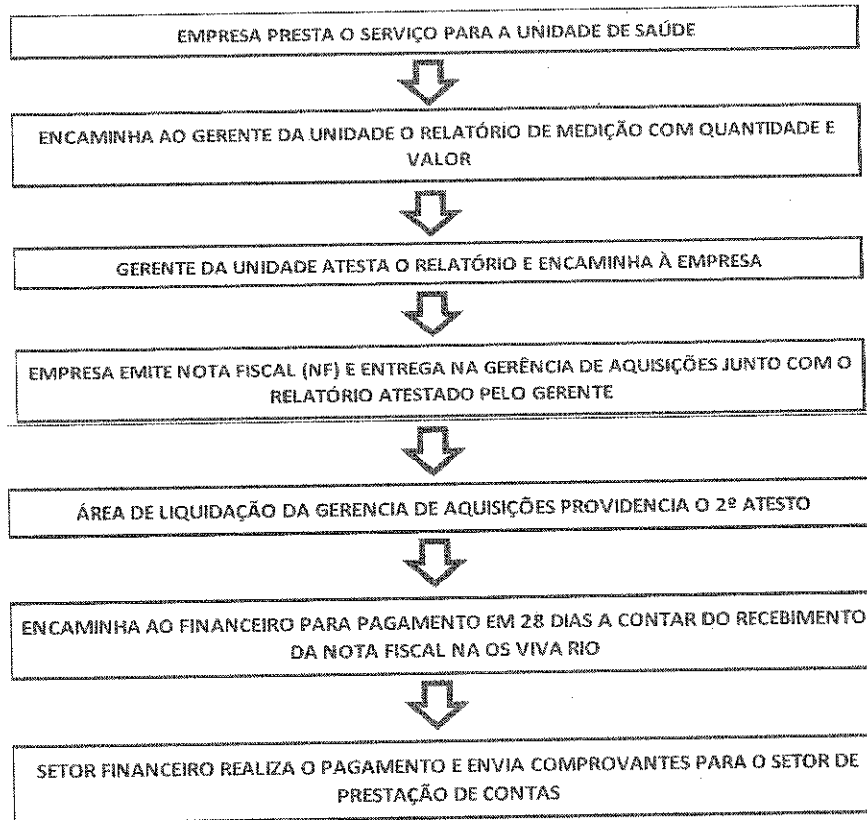 EMPRESA PRESTA O SERVIÇO PARA A UNIDADE DE SAÚDE
ENCAMINHA AO GERENTE DA UNIDADE O RELATÓRIO DE MEDIÇÃO COM QUANTIDADE E
VALOR
GERENTE DA UNIDADE ATESTA O RELATÓRIO E ENCAMINHA À EMPRESA
EMPRESA EMITE NOTA FISCAL (NF) E ENTREGA NA GERÊNCIA DE AQUISIÇÕES JUNTO COM O
RELATÓRIO ATESTADO PELO GERENTE
ÁREA DE LIQUIDAÇÃO DA GERENCIA DE AQUISIÇÕES PROVIDENCIA O 2º ATESTO
ENCAMINHA AO FINANCEIRO PARA PAGAMENTO EM 28 DIAS A CONTAR DO RECEBIMENTO
DA NOTA FISCAL NA OS VIVA RIO
SETOR FINANCEIRO REALIZA O PAGAMENTO E ENVIA COMPROVANTES PARA O SETOR DE
PRESTAÇÃO DE CONTAS